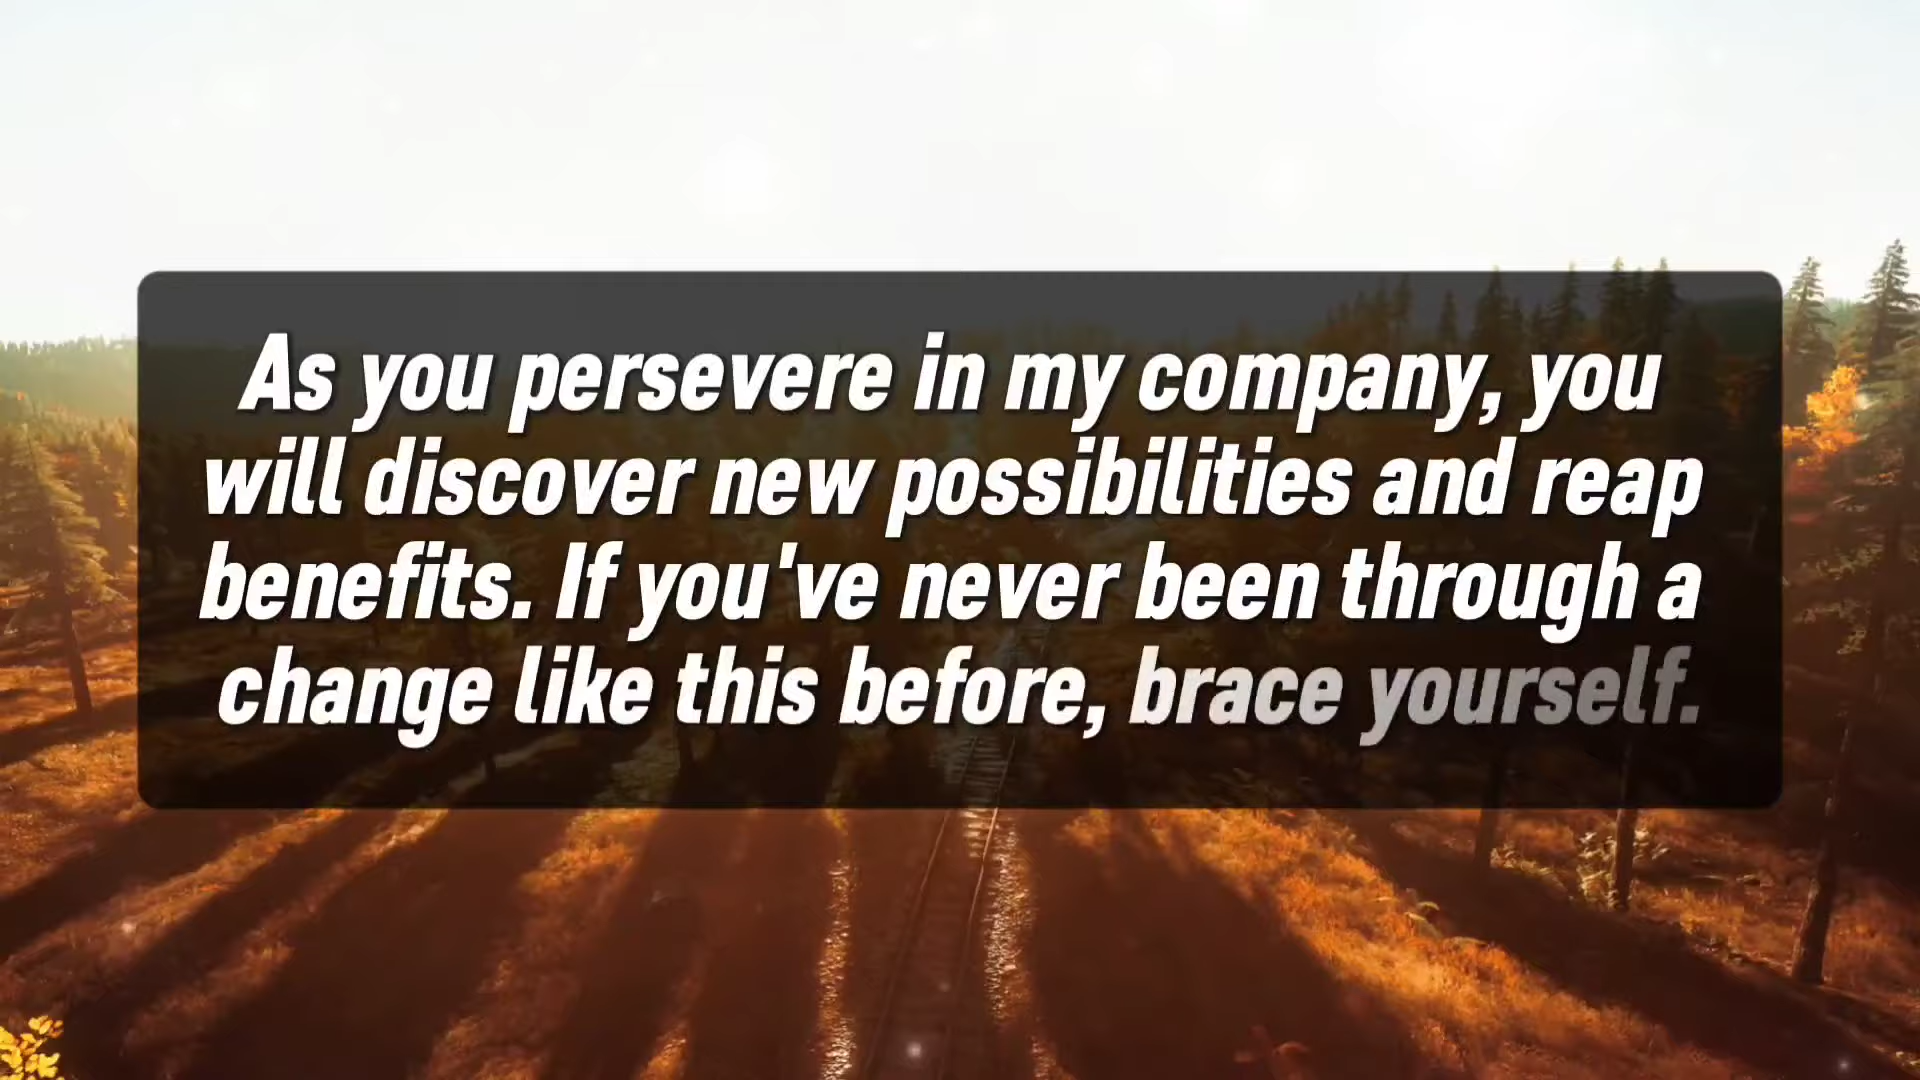 As you persevere in my company, you
will discover new possibilities and reap
benefits. If you've never been through a
change like this before, brace yourself.